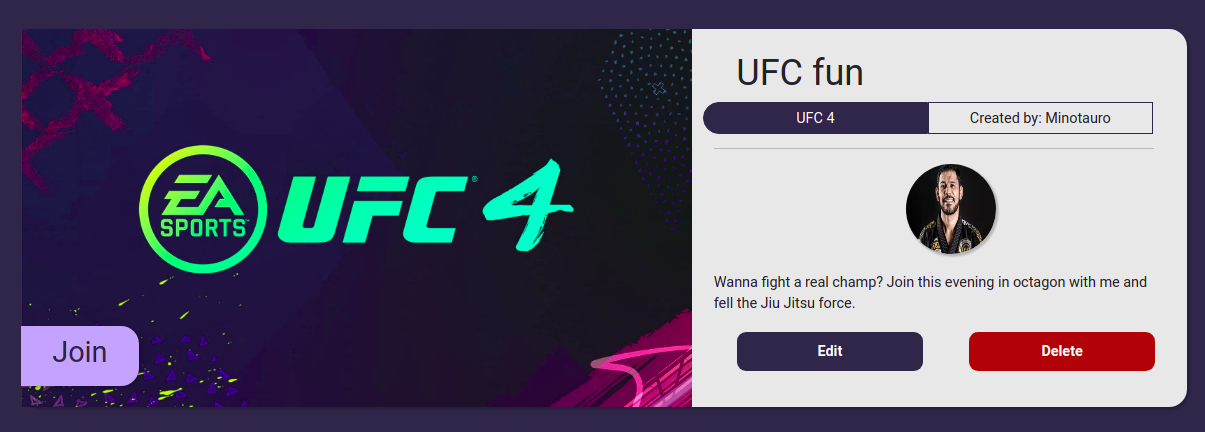 EA
SPORTS™
UFC® 4
Join
UFC fun
UFC 4
Created by: Minotauro
Wanna fight a real champ? Join this evening in octagon with me and
fell the Jiu Jitsu force.
Edit
Delete